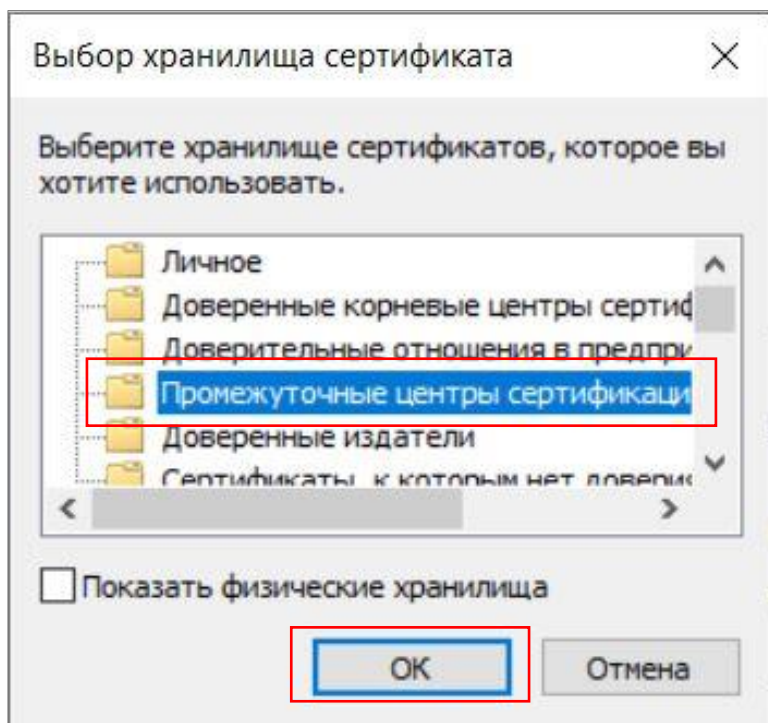 Выбор хранилища сертификата
Выберите хранилище сертификатов, которое вы
хотите использовать.
Личное
Доверенные корневые центры сертиф
Доверительные отношения в предпри
Промежуточные центры сертификаци
Доверенные издатели
Сертификаты, к которым нет доверия
Показать физические хранилища
ОК
Отмена